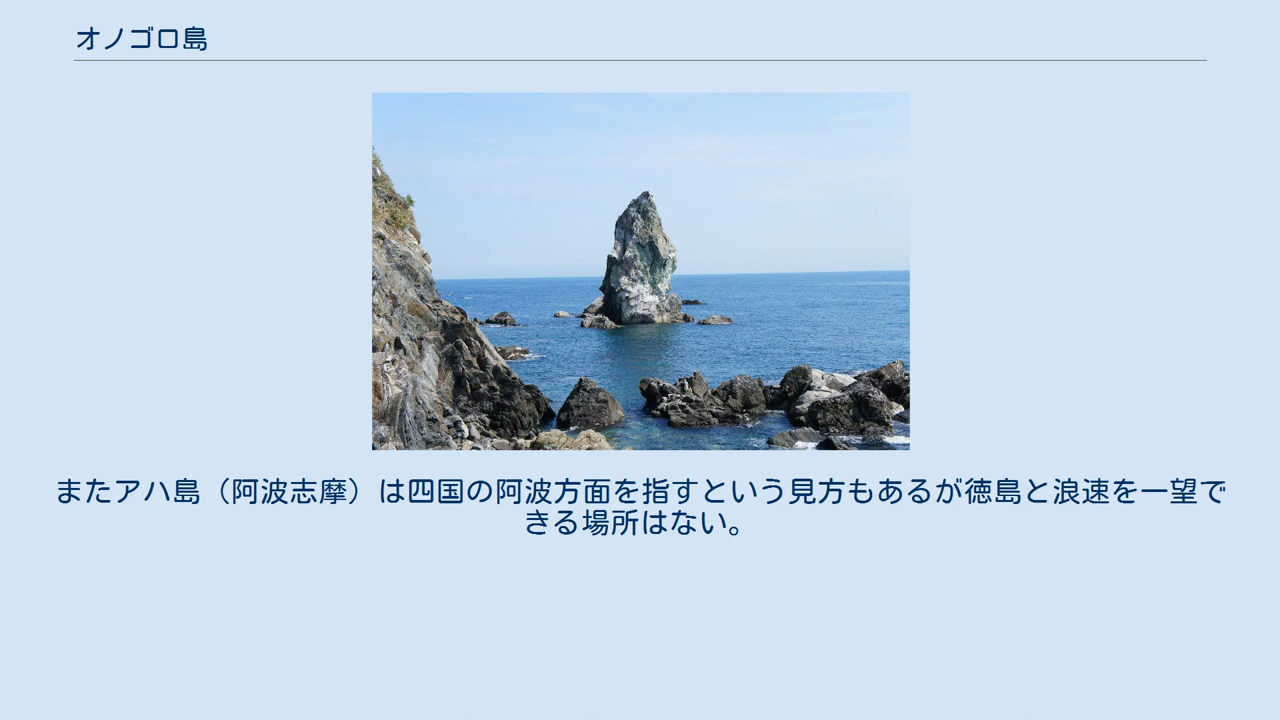 オノゴロ島
またアハ島（阿波志摩）は四国の阿波方面を指すという見方もあるが徳島と浪速を一望で
きる場所はない。